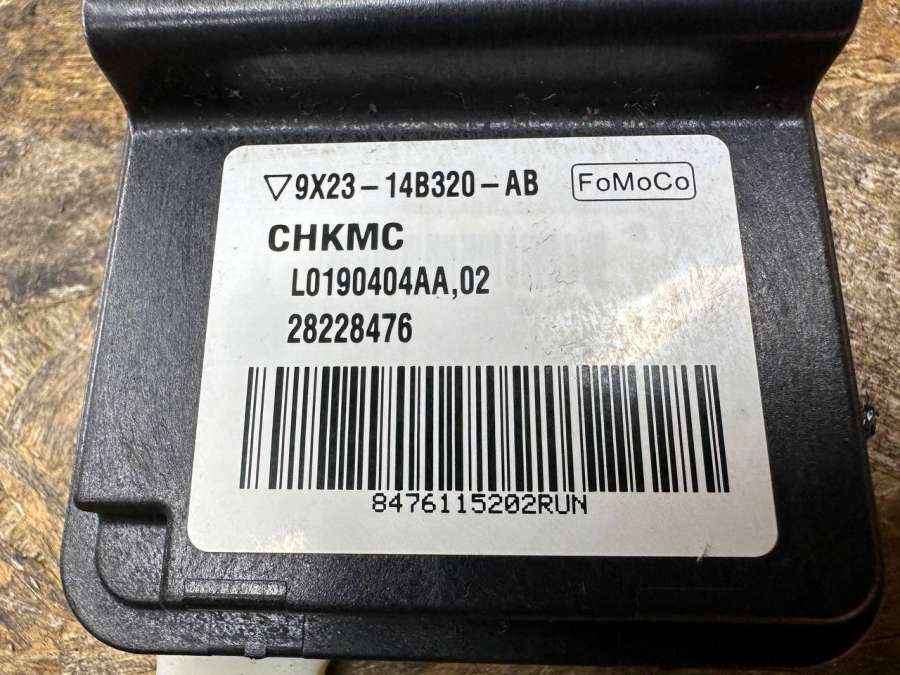 ▽9X23-14B320-AB FoMoCo
CHKMC
L0190404AA,02
28228476
8476115202RUN